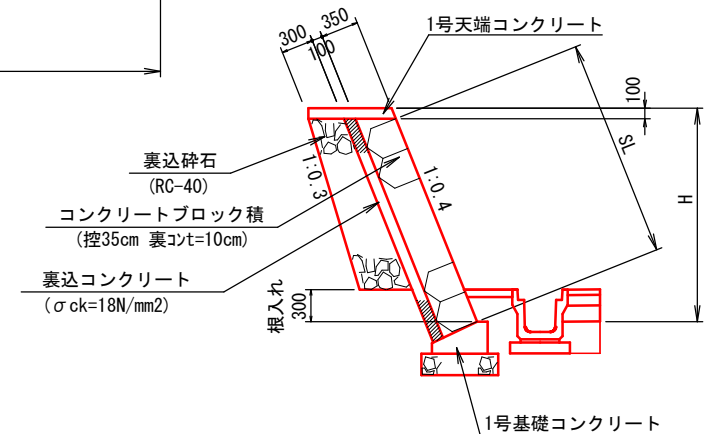 300
100
350
1号天端コンクリート
100
SL
H
裏込砕石
(RC-40)
1:0.3
1:0.4
コンクリートブロック積
(控35cm 裏コンt=10cm)
裏込コンクリート
(σck=18N/mm2)
根入れ
300
1号基礎コンクリート